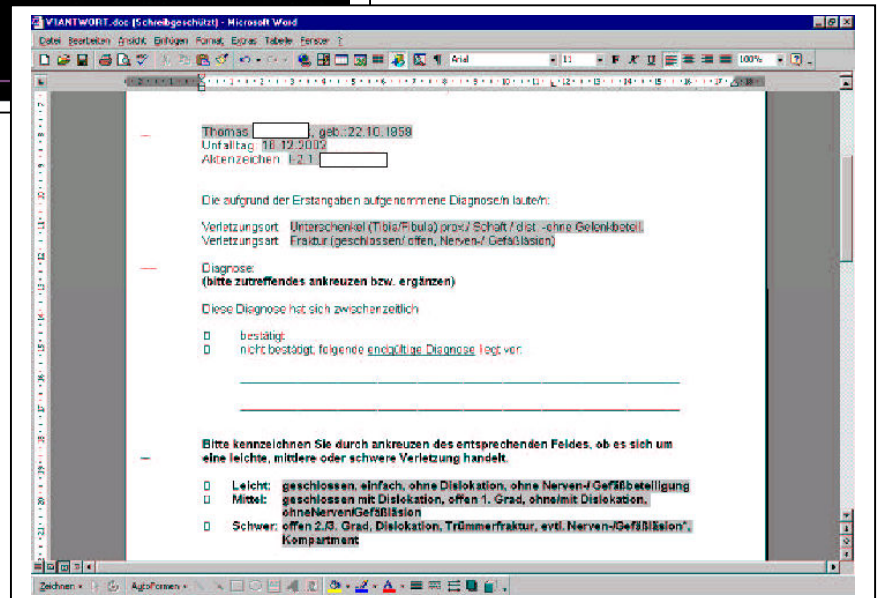 V1ANTWORT.doc (Schreibgeschützt) - Microsoft Word
Datei Bearbeiten Ansicht Einfügen Format Extras Tabelle Fenster ?
Arial 11 F K U 100%
Thomas , geb.:22.10.1959
Unfalltag: 16.12.2002
Aktenzeichen: I-2.1.
Die aufgrund der Erstangaben aufgenommene Diagnose/n laute/n:
Verletzungsort Unterschenkel (Tibia/Fibula) prox./ Schaft / dist. -ohne Gelenkbeteil.
Verletzungsart Fraktur (geschlossen/ offen, Nerven-/ Gefäßläsion)
Diagnose:
(bitte zutreffendes ankreuzen bzw. ergänzen)
Diese Diagnose hat sich zwischenzeitlich
bestätigt
nicht bestätigt, folgende endgültige Diagnose liegt vor:
Bitte kennzeichnen Sie durch ankreuzen des entsprechenden Feldes, ob es sich um
eine leichte, mittlere oder schwere Verletzung handelt.
Leicht: geschlossen, einfach, ohne Dislokation, ohne Nerven-/ Gefäßbeteiligung
Mittel: geschlossen mit Dislokation, offen 1. Grad, ohne/mit Dislokation,
ohneNerven/Gefäßläsion
Schwer: offen 2./3. Grad, Dislokation, Trümmerfraktur, evtl. Nerven-/Gefäßläsion*,
Kompartment
Zeichnen AutoFormen